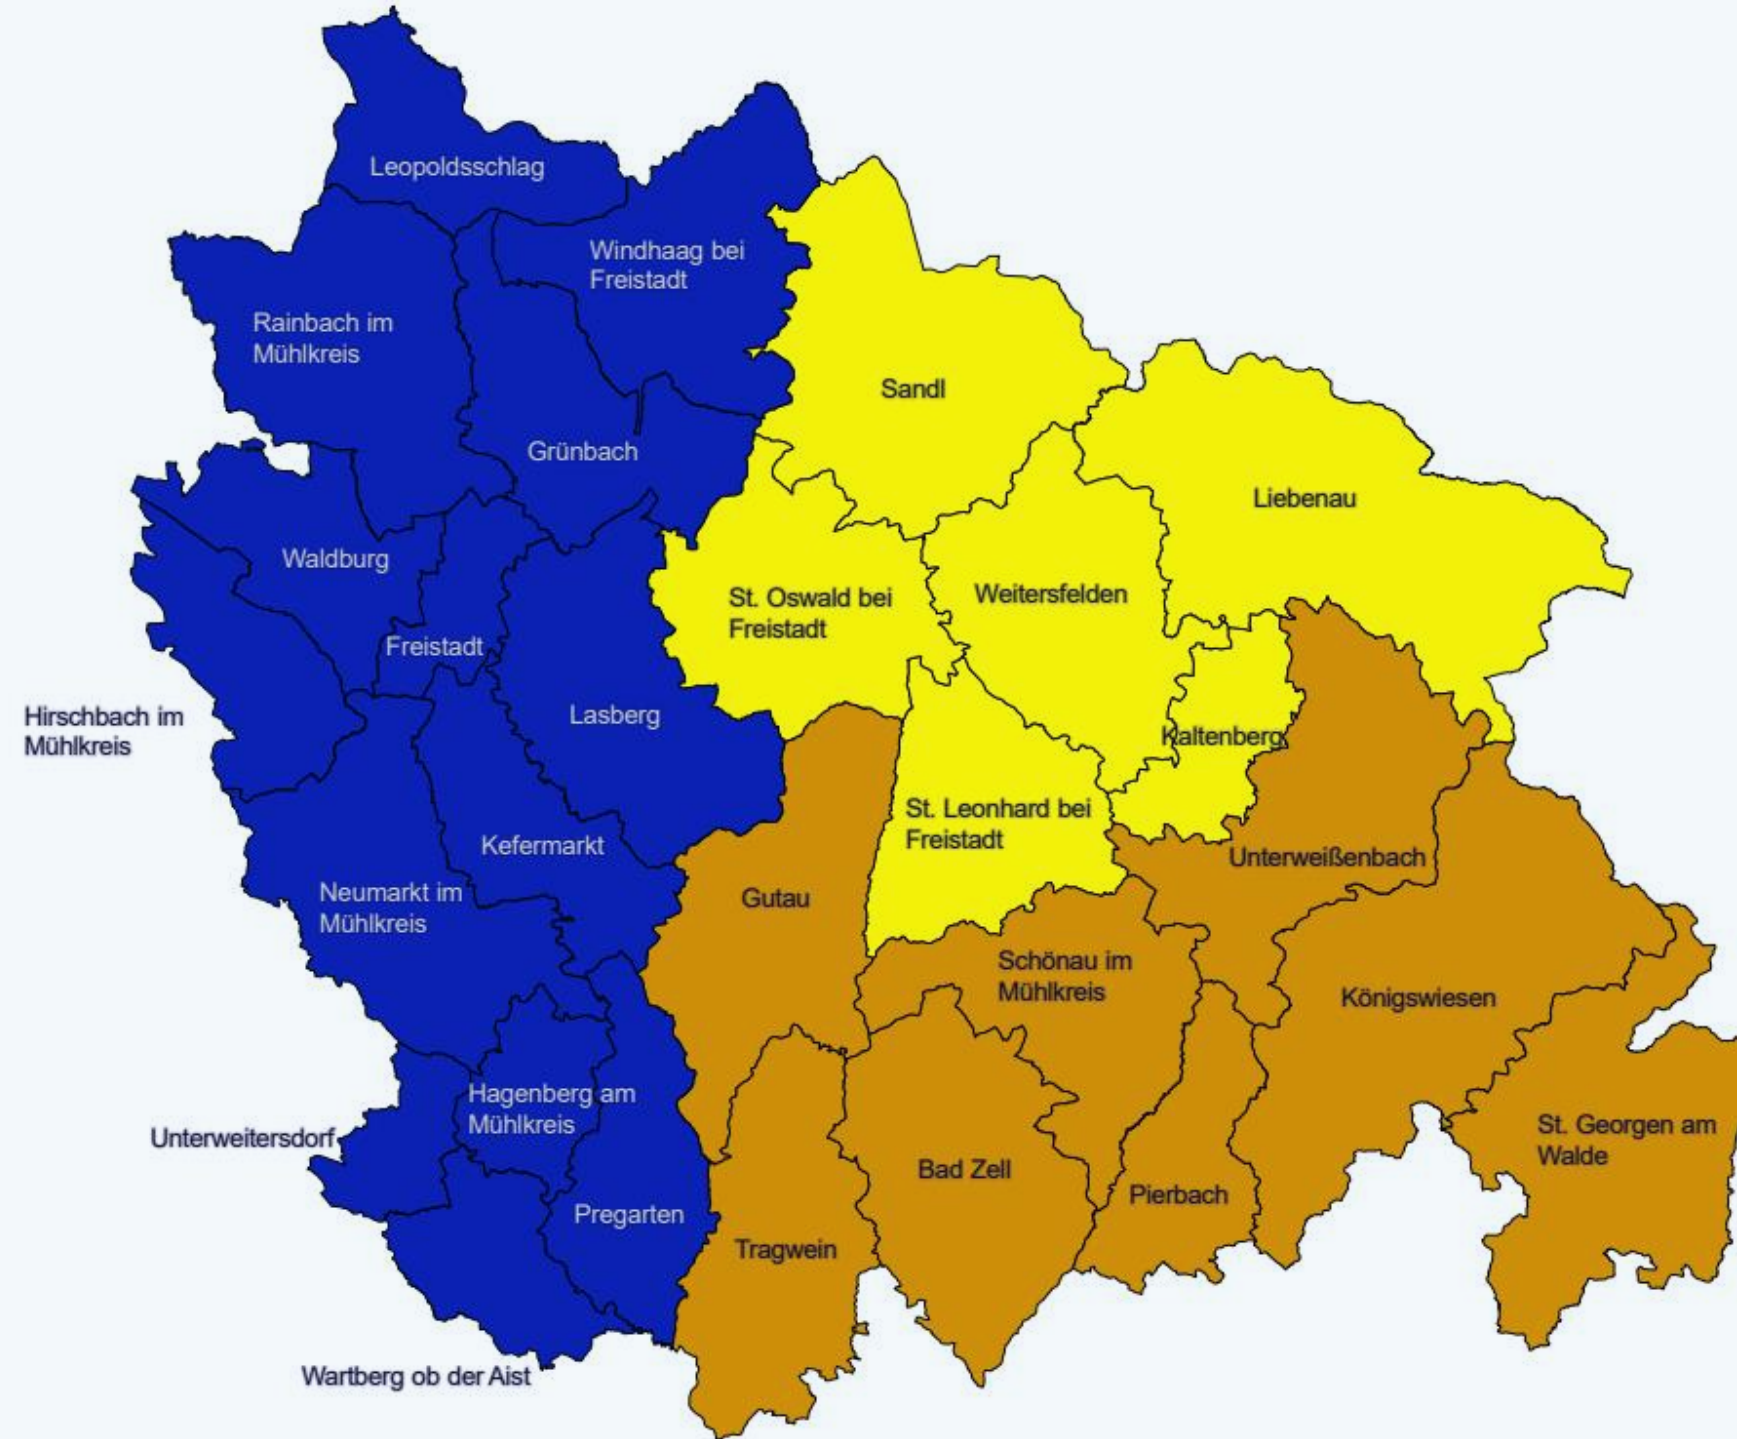 Leopoldsschlag
Windhaag bei
Freistadt
Rainbach im
Mühlkreis
Sandl
Grünbach
Liebenau
Waldburg
St. Oswald bei
Freistadt
Weitersfelden
Freistadt
Hirschbach im
Mühlkreis
Lasberg
Kaltenberg
St. Leonhard bei
Freistadt
Kefermarkt
Unterweißenbach
Neumarkt im
Mühlkreis
Gutau
Schönau im
Mühlkreis
Königswiesen
Hagenberg am
Mühlkreis
Unterweitersdorf
St. Georgen am
Walde
Bad Zell
Pierbach
Pregarten
Tragwein
Wartberg ob der Aist